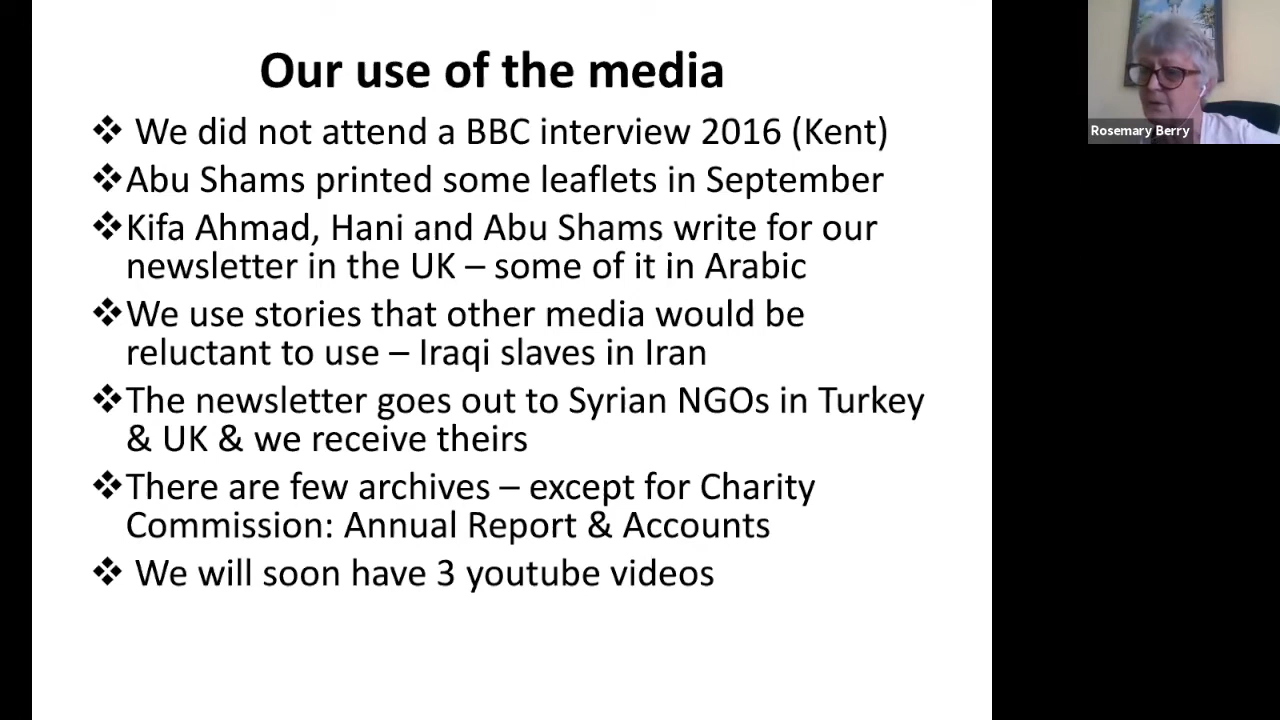 Our use of the media
❖ We did not attend a BBC interview 2016 (Kent)
❖Abu Shams printed some leaflets in September
❖Kifa Ahmad, Hani and Abu Shams write for our
newsletter in the UK – some of it in Arabic
❖We use stories that other media would be
reluctant to use – Iraqi slaves in Iran
❖The newsletter goes out to Syrian NGOs in Turkey
& UK & we receive theirs
❖There are few archives – except for Charity
Commission: Annual Report & Accounts
❖ We will soon have 3 youtube videos
Rosemary Berry